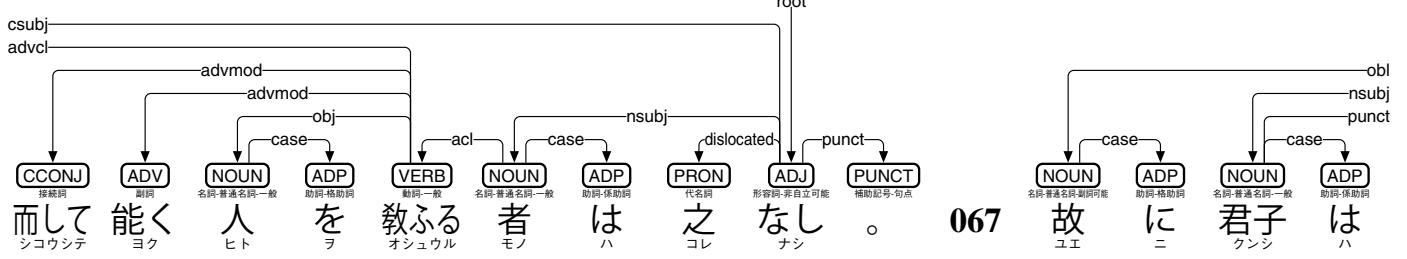 root
csubj
advcl
advmod obl
advmod nsubj
obj nsubj punct
case acl case dislocated punct case case
CCONJ ADV NOUN ADP VERB NOUN ADP PRON ADJ PUNCT NOUN ADP NOUN ADP
接続詞 副詞 名詞-普通名詞-一般 助詞-格助詞 動詞-一般 名詞-普通名詞-一般 助詞-係助詞 代名詞 形容詞-非自立可能 補助記号-句点 名詞-普通名詞-副詞可能 助詞-格助詞 名詞-普通名詞-一般 助詞-係助詞
而して 能く 人 を 敎ふる 者 は 之 なし 。 067 故 に 君子 は
シコウシテ ヨク ヒト ヲ オシュウル モノ ハ コレ ナシ ユエ ニ クンシ ハ